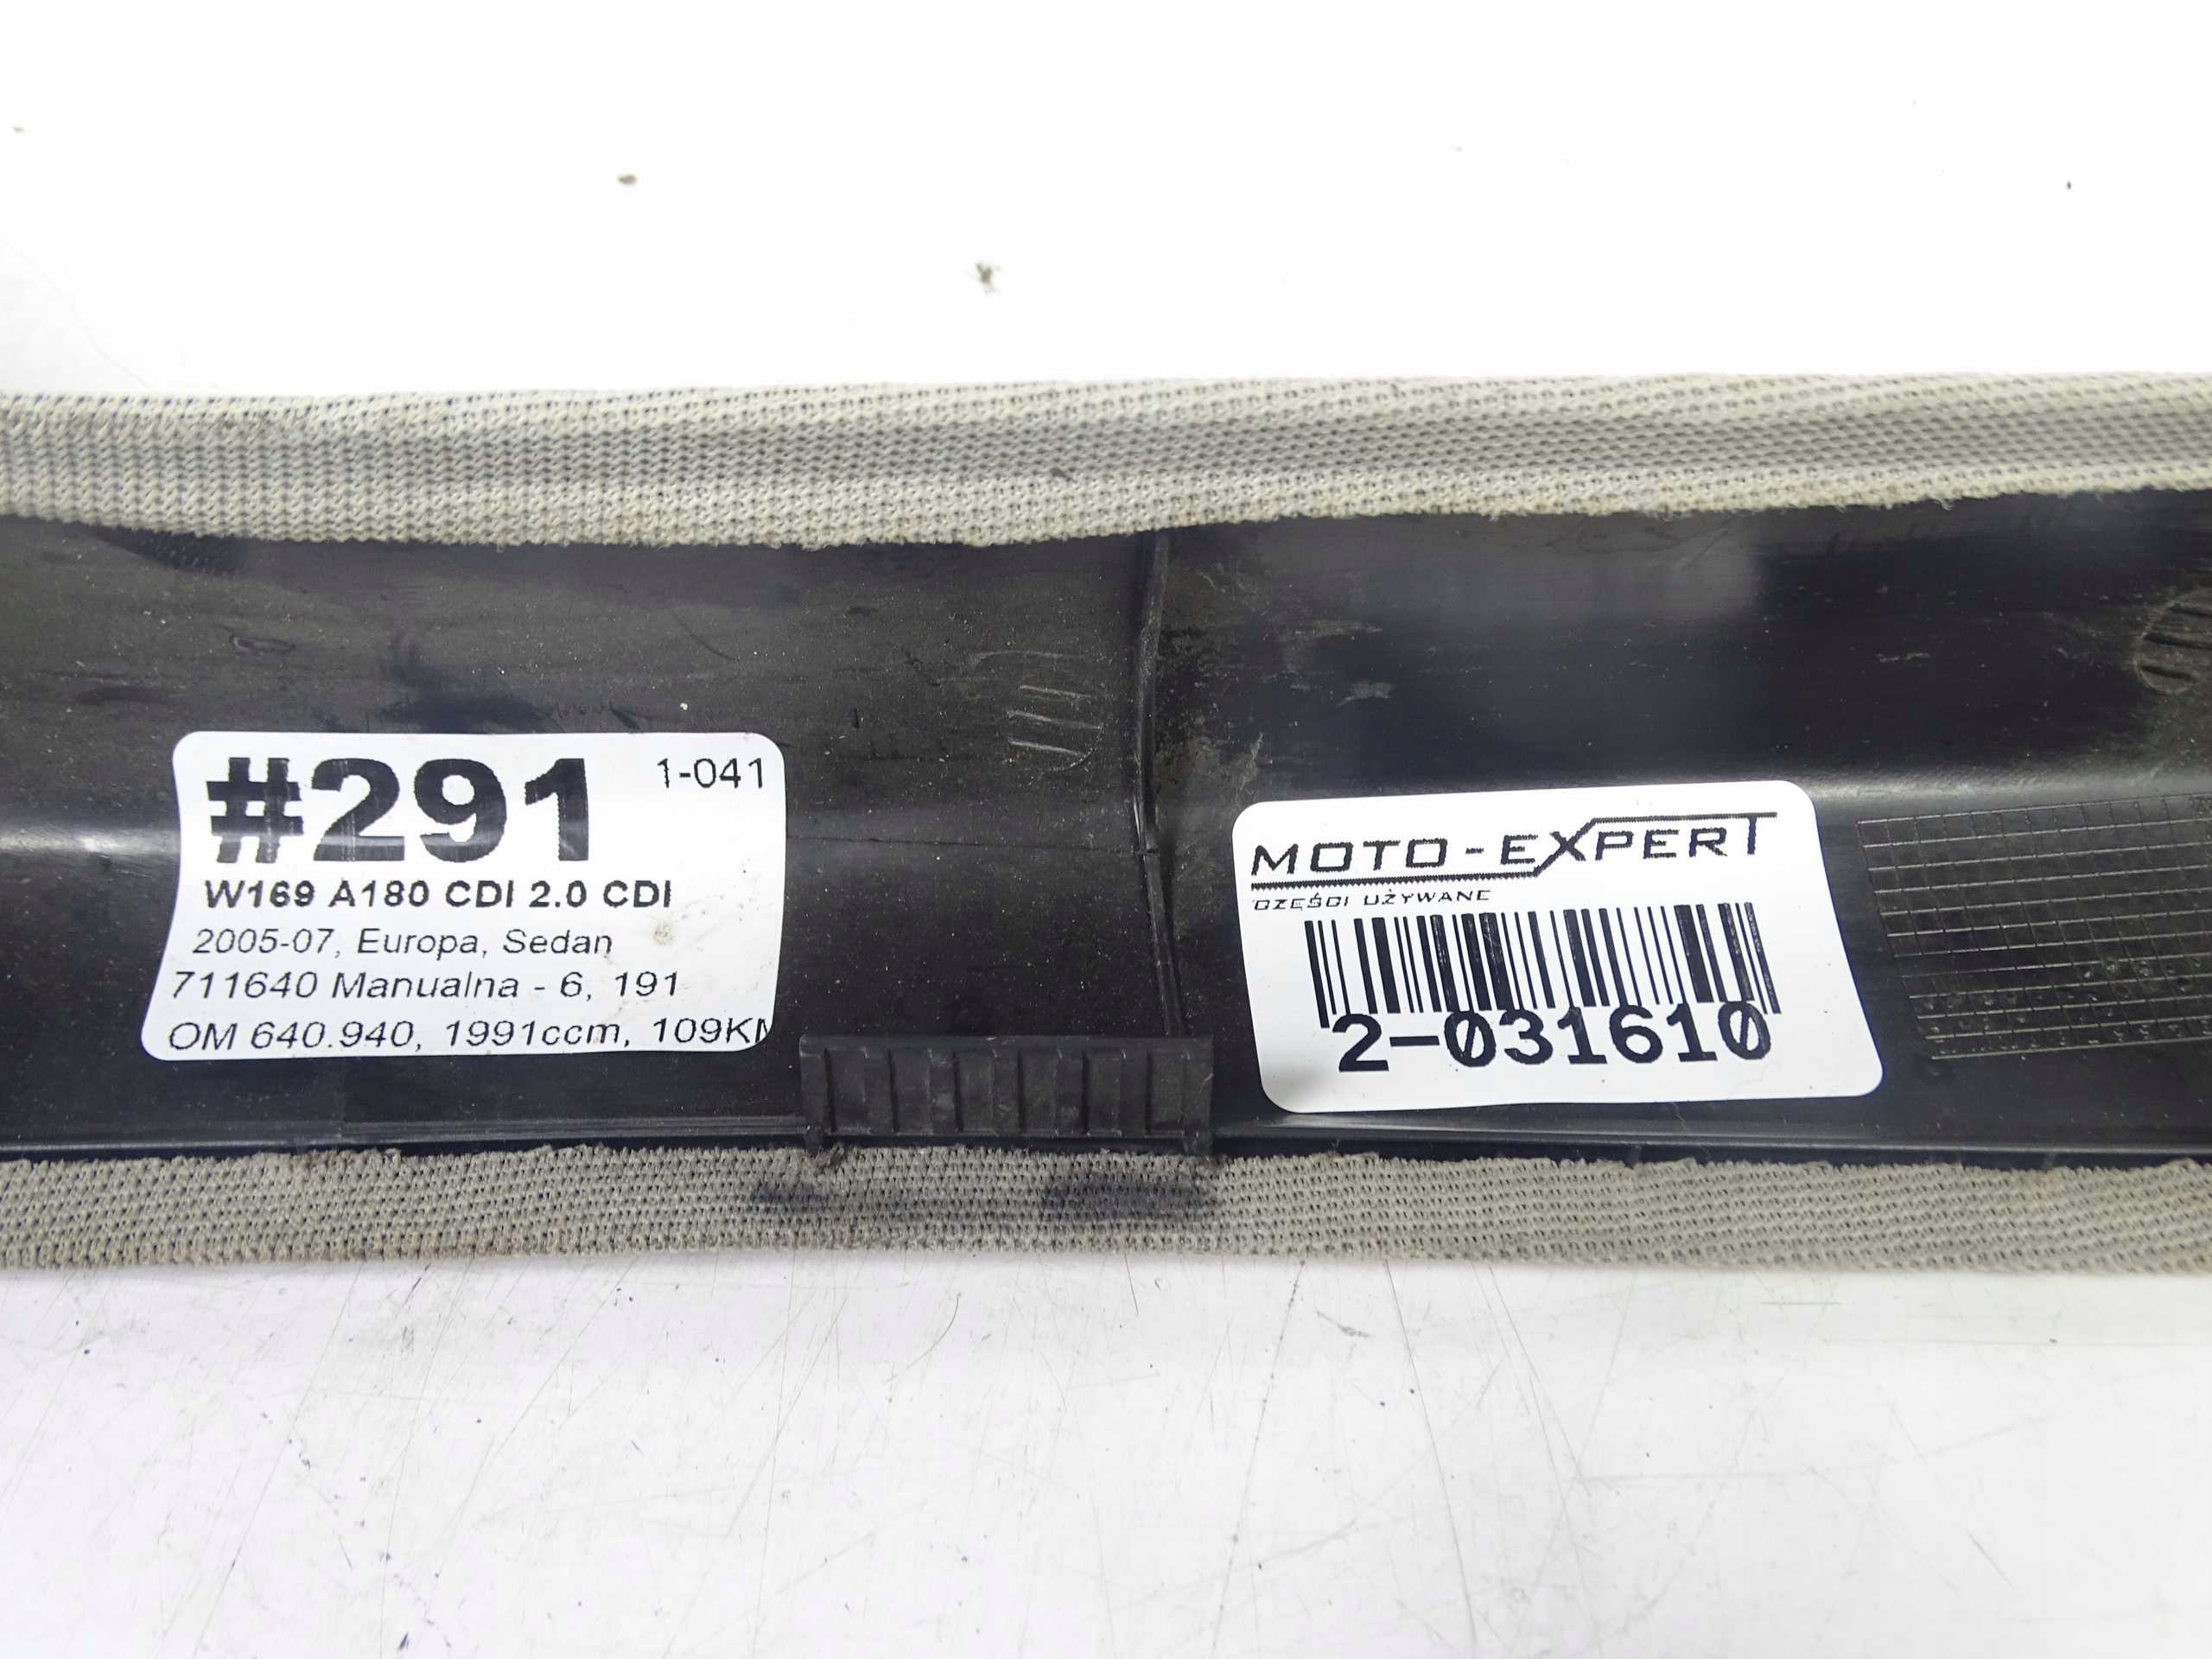 #291
1-041
W169 A180 CDI 2.0 CDI
2005-07, Europa, Sedan
711640 Manualna - 6, 191
OM 640.940, 1991ccm, 109KM
MOTO-EXPERT
CZĘŚCI UŻYWANE
2-031610